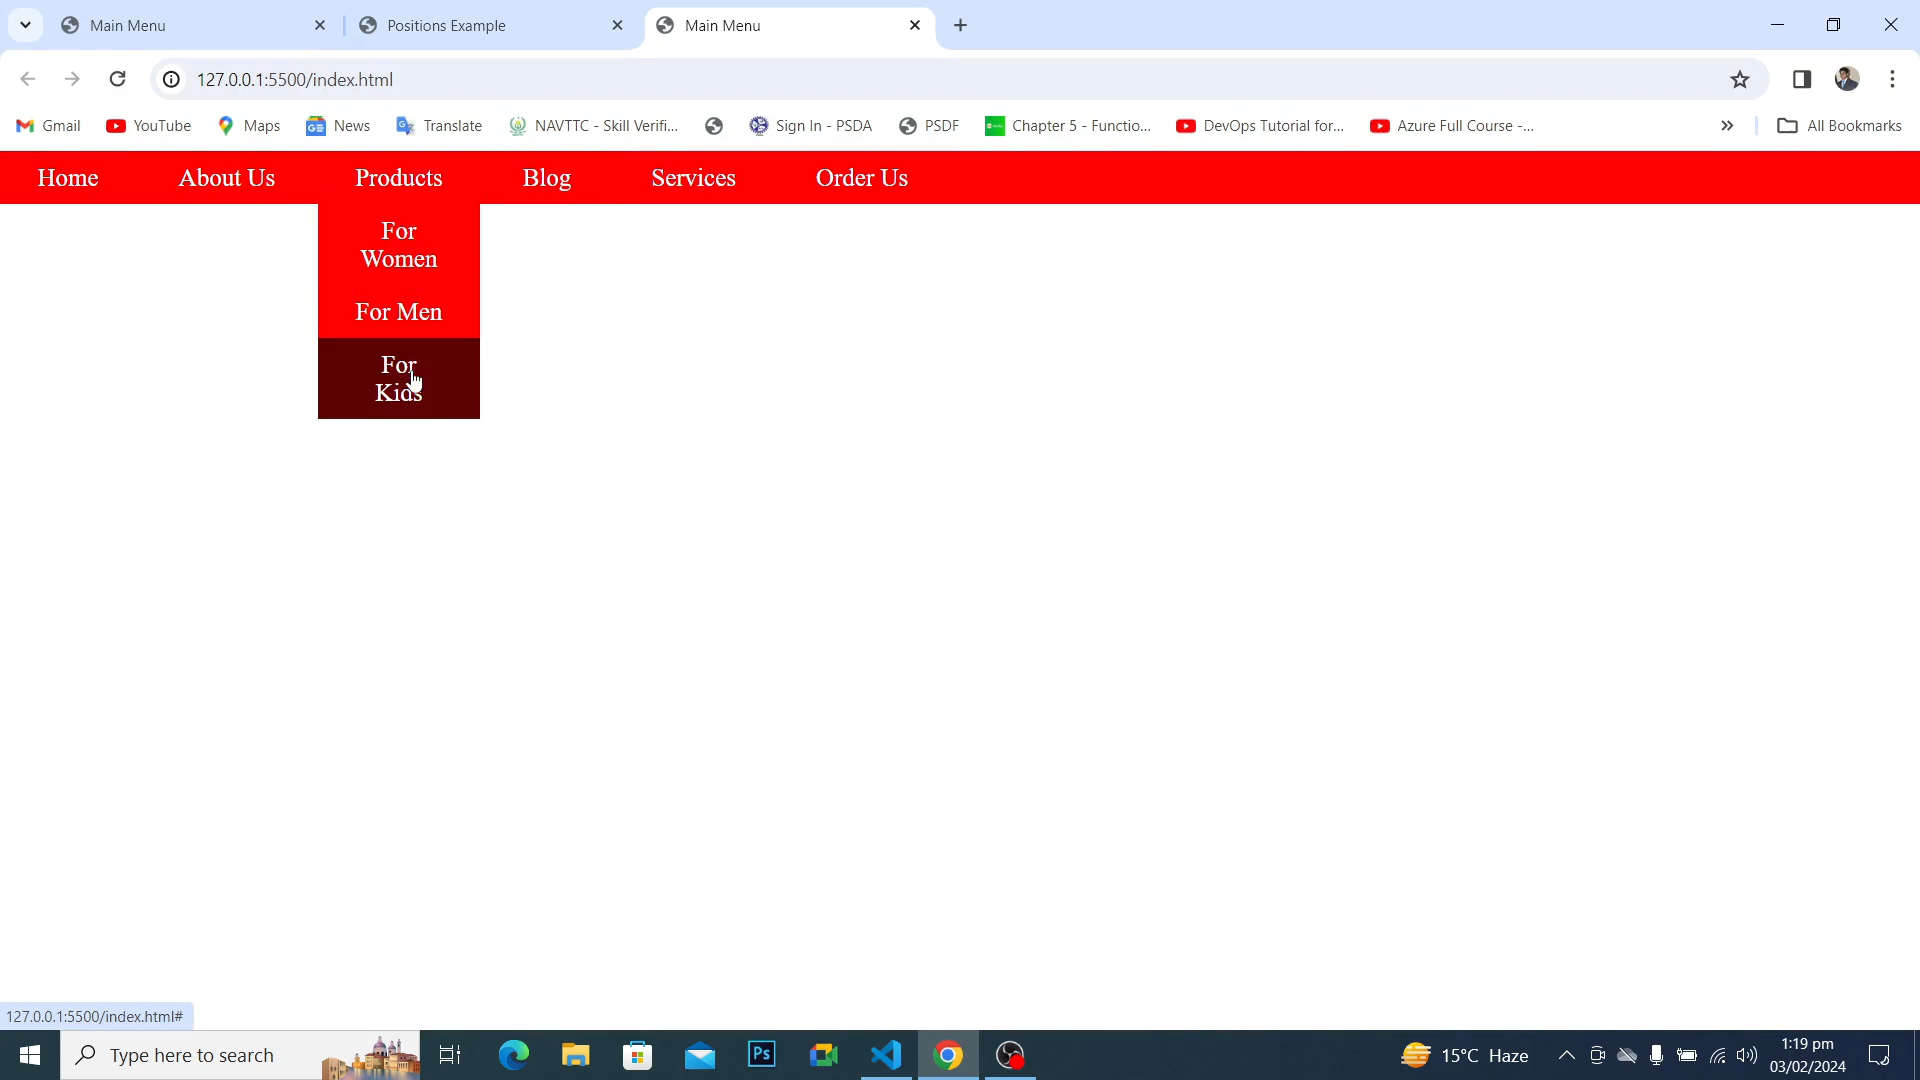 Main Menu
Positions Example
Main Menu
127.0.0.1:5500/index.html
Gmail
YouTube
Maps
News
Translate
NAVTTC - Skill Verifi...
Sign In - PSDA
PSDF
Chapter 5 - Functio...
DevOps Tutorial for...
Azure Full Course -...
All Bookmarks
Home
About Us
Products
Blog
Services
Order Us
For
Women
For Men
For
Kids
127.0.0.1:5500/index.html#
Type here to search
Ps
15°C Haze
1:19 pm
03/02/2024